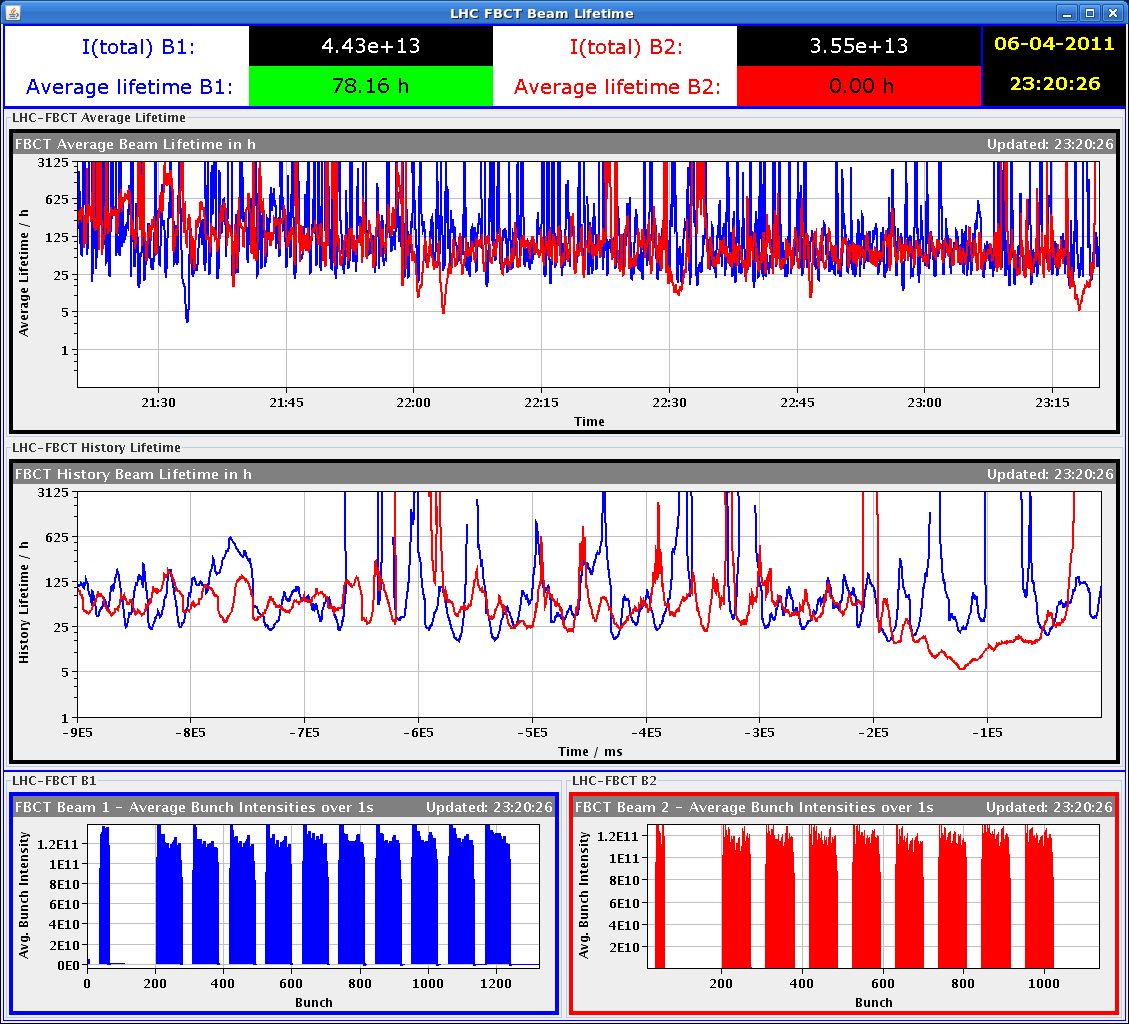 LHC FBCT Beam Lifetime
I(total) B1: 4.43e+13 I(total) B2: 3.55e+13 06-04-2011
Average lifetime B1: 78.16 h Average lifetime B2: 0.00 h 23:20:26
LHC-FBCT Average Lifetime
FBCT Average Beam Lifetime in h Updated: 23:20:26
3125
625
125
25
5
1
Average Lifetime / h
21:30 21:45 22:00 22:15 22:30 22:45 23:00 23:15
Time
LHC-FBCT History Lifetime
FBCT History Beam Lifetime in h Updated: 23:20:26
3125
625
125
25
5
1
History Lifetime / h
-9E5 -8E5 -7E5 -6E5 -5E5 -4E5 -3E5 -2E5 -1E5
Time / ms
LHC-FBCT B1
FBCT Beam 1 - Average Bunch Intensities over 1s Updated: 23:20:26
1.2E11
1E11
8E10
6E10
4E10
2E10
0E0
Avg. Bunch Intensity
0 200 400 600 800 1000 1200
Bunch
LHC-FBCT B2
FBCT Beam 2 - Average Bunch Intensities over 1s Updated: 23:20:26
1.2E11
1E11
8E10
6E10
4E10
2E10
Avg. Bunch Intensity
200 400 600 800 1000
Bunch